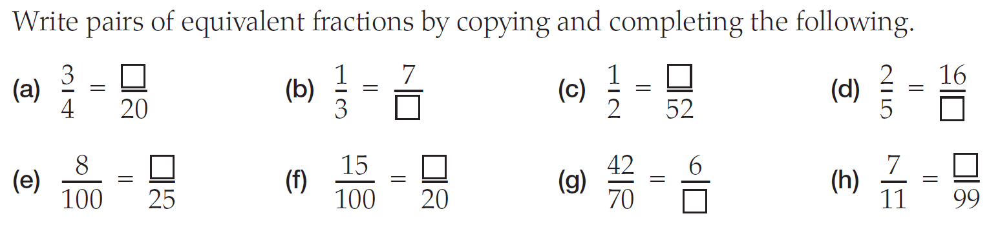 Write pairs of equivalent fractions by copying and completing the following.
(a) 3/4 = □/20 (b) 1/3 = 7/□ (c) 1/2 = □/52 (d) 2/5 = 16/□
(e) 8/100 = □/25 (f) 15/100 = □/20 (g) 42/70 = 6/□ (h) 7/11 = □/99